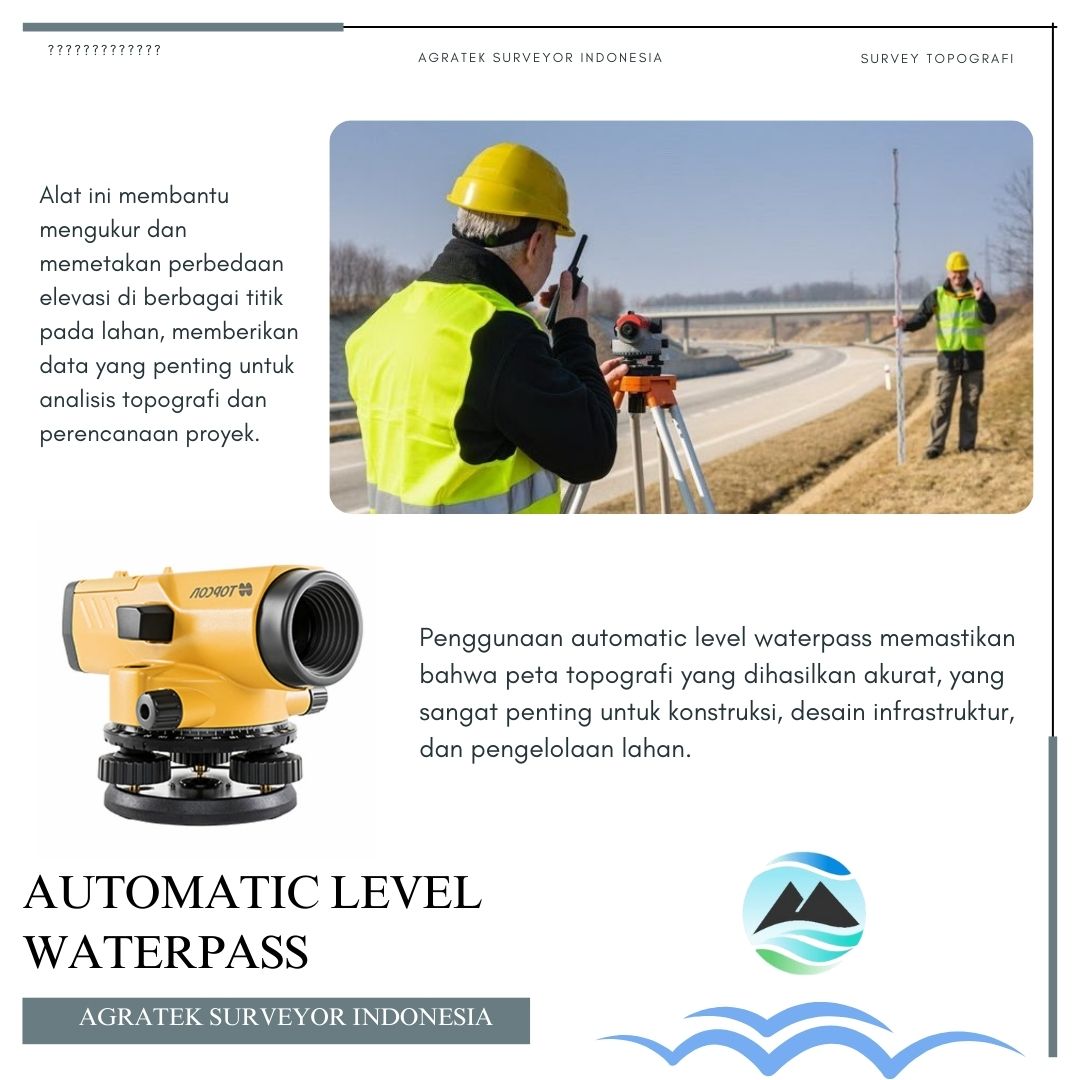 ?????????????
AGRATEK SURVEYOR INDONESIA
SURVEY TOPOGRAFI
Alat ini membantu
mengukur dan
memetakan perbedaan
elevasi di berbagai titik
pada lahan, memberikan
data yang penting untuk
analisis topografi dan
perencanaan proyek.
TOPCON
Penggunaan automatic level waterpass memastikan
bahwa peta topografi yang dihasilkan akurat, yang
sangat penting untuk konstruksi, desain infrastruktur,
dan pengelolaan lahan.
AUTOMATIC LEVEL
WATERPASS
AGRATEK SURVEYOR INDONESIA